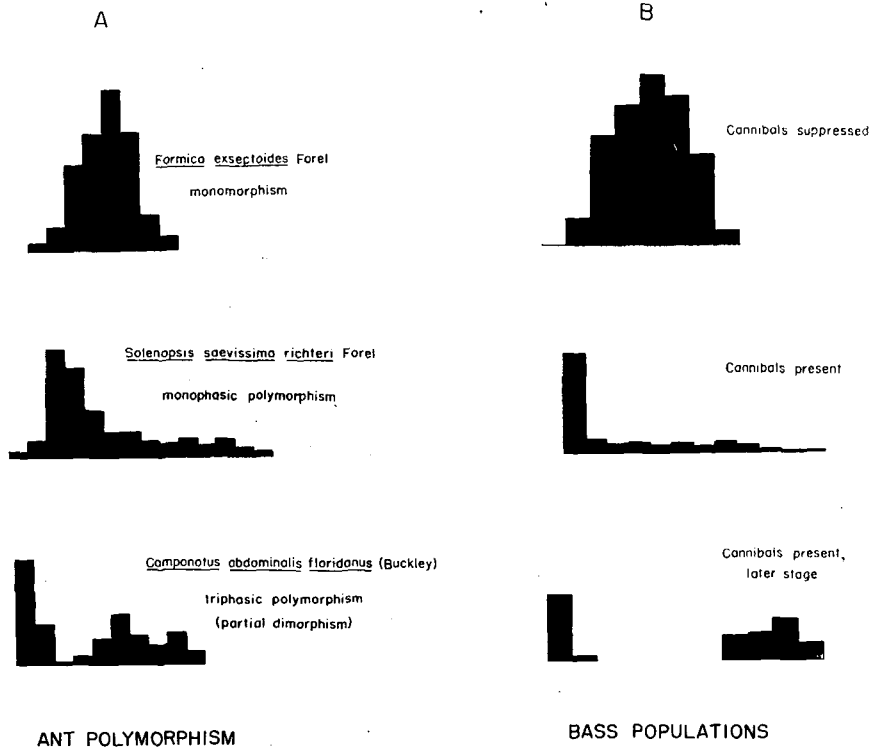 A
Formica exsectoides Forel
monomorphism
Solenopsis saevissima richteri Forel
monophasic polymorphism
Camponotus abdominalis floridanus (Buckley)
triphasic polymorphism
(partial dimorphism)
ANT POLYMORPHISM
B
Cannibals suppressed
Cannibals present
Cannibals present,
later stage
BASS POPULATIONS